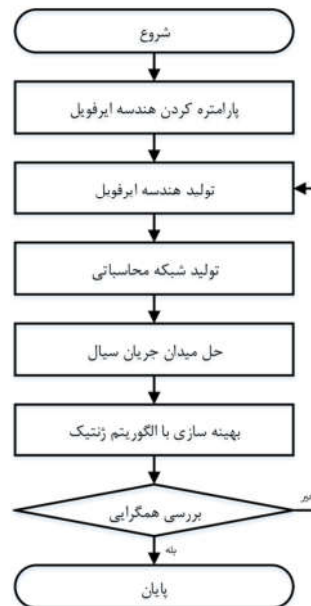 شروع
پارامتره کردن هندسه ایرفویل
تولید هندسه ایرفویل
تولید شبکه محاسباتی
حل میدان جریان سیال
بهینه سازی با الگوریتم ژنتیک
بررسی همگرایی
خیر
بله
پایان